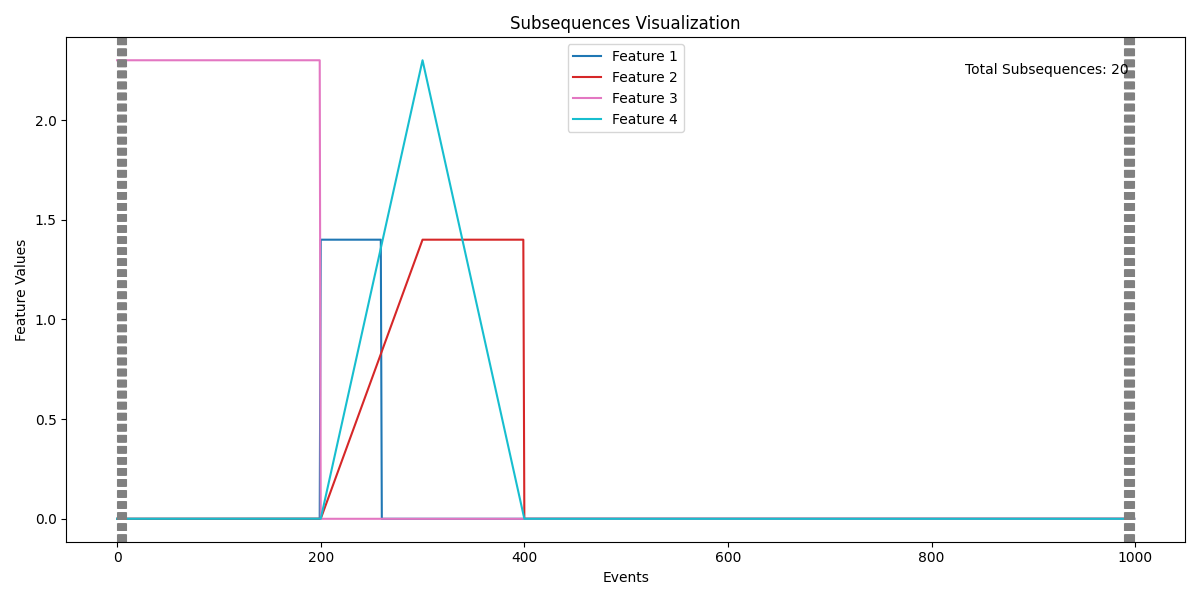 Subsequences Visualization
Feature 1
Feature 2
Feature 3
Feature 4
Total Subsequences: 20
Feature Values
2.0
1.5
1.0
0.5
0.0
0
200
400
600
800
1000
Events